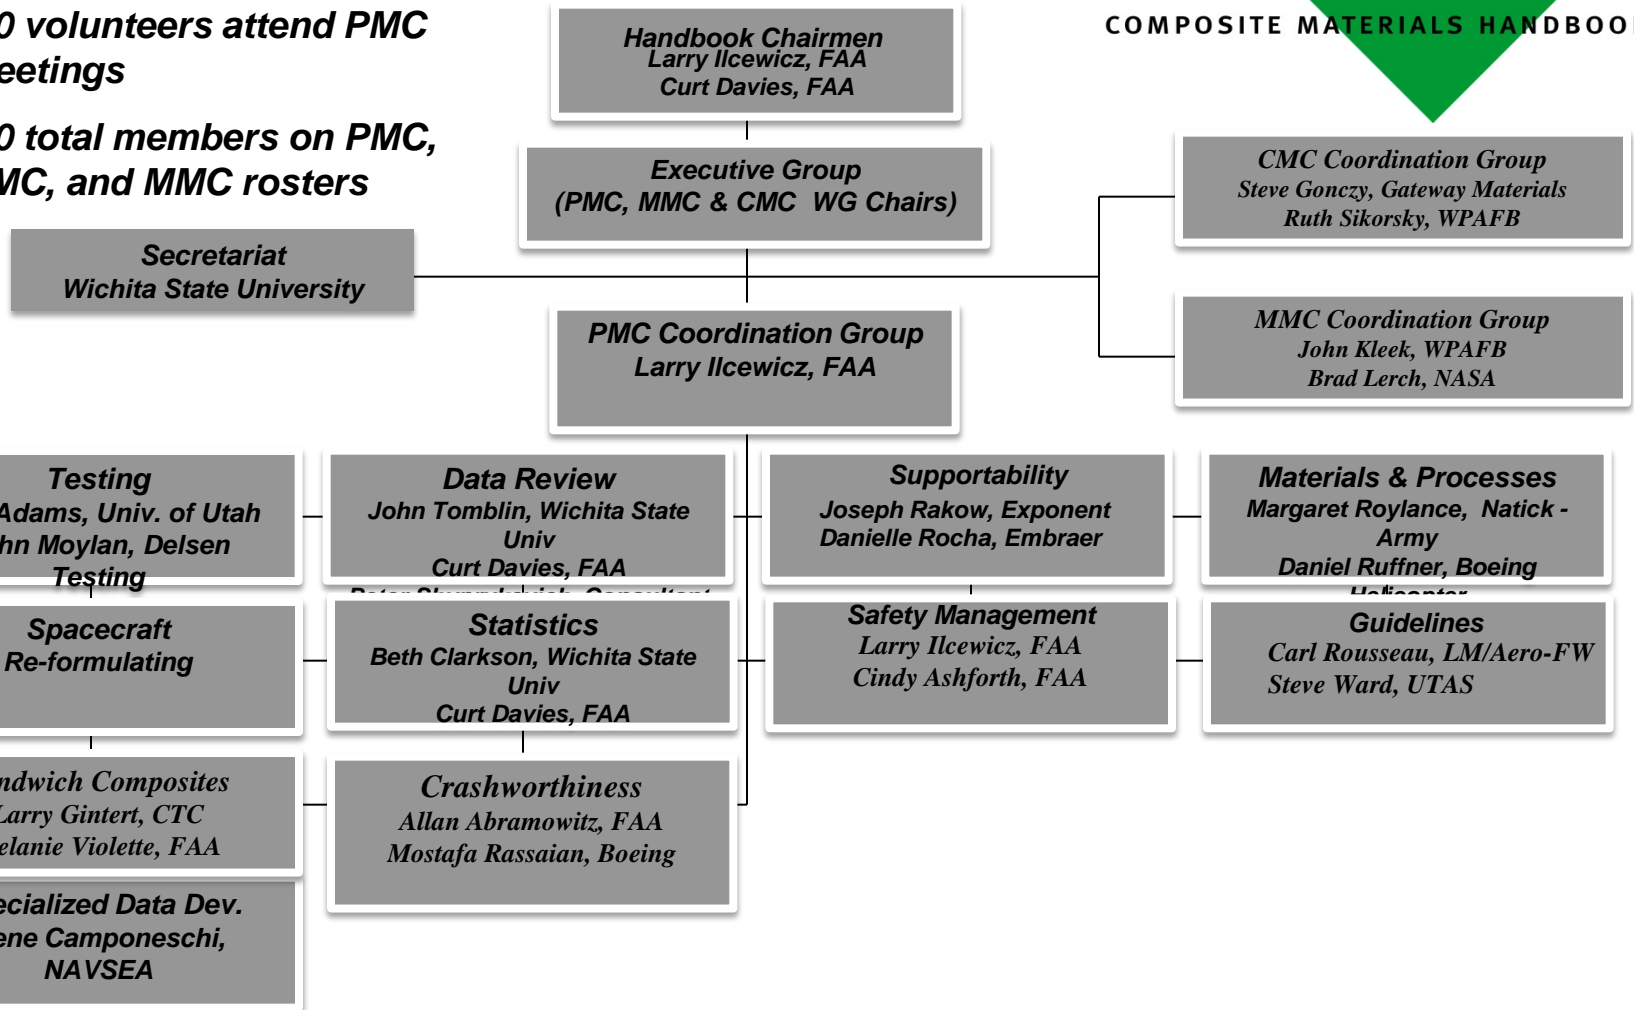 0 volunteers attend PMC
eetings
0 total members on PMC,
MC, and MMC rosters
COMPOSITE MATERIALS HANDBOO
Handbook Chairmen
Larry Ilcewicz, FAA
Curt Davies, FAA
Executive Group
(PMC, MMC & CMC WG Chairs)
CMC Coordination Group
Steve Gonczy, Gateway Materials
Ruth Sikorsky, WPAFB
Secretariat
Wichita State University
MMC Coordination Group
John Kleek, WPAFB
Brad Lerch, NASA
PMC Coordination Group
Larry Ilcewicz, FAA
Testing
Adams, Univ. of Utah
hn Moylan, Delsen
Testing
Data Review
John Tomblin, Wichita State
Univ
Curt Davies, FAA
Supportability
Joseph Rakow, Exponent
Danielle Rocha, Embraer
Materials & Processes
Margaret Roylance, Natick -
Army
Daniel Ruffner, Boeing
Helicopter
Spacecraft
Re-formulating
Statistics
Beth Clarkson, Wichita State
Univ
Curt Davies, FAA
Safety Management
Larry Ilcewicz, FAA
Cindy Ashforth, FAA
Guidelines
Carl Rousseau, LM/Aero-FW
Steve Ward, UTAS
ndwich Composites
Larry Gintert, CTC
elanie Violette, FAA
Crashworthiness
Allan Abramowitz, FAA
Mostafa Rassaian, Boeing
ecialized Data Dev.
ene Camponeschi,
NAVSEA